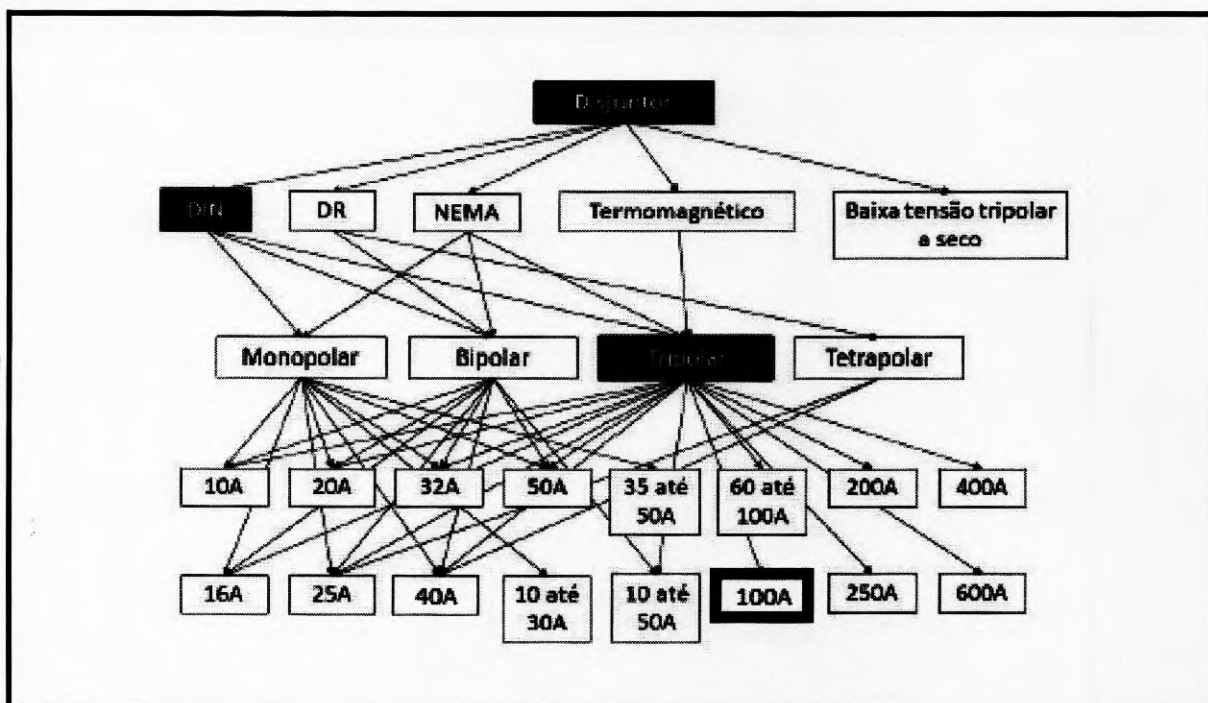 Disjuntor
DIN
DR
NEMA
Termomagnético
Baixa tensão tripolar
a seco
Monopolar
Bipolar
Tripolar
Tetrapolar
10A
20A
32A
50A
35 até
50A
60 até
100A
200A
400A
16A
25A
40A
10 até
30A
10 até
50A
100A
250A
600A